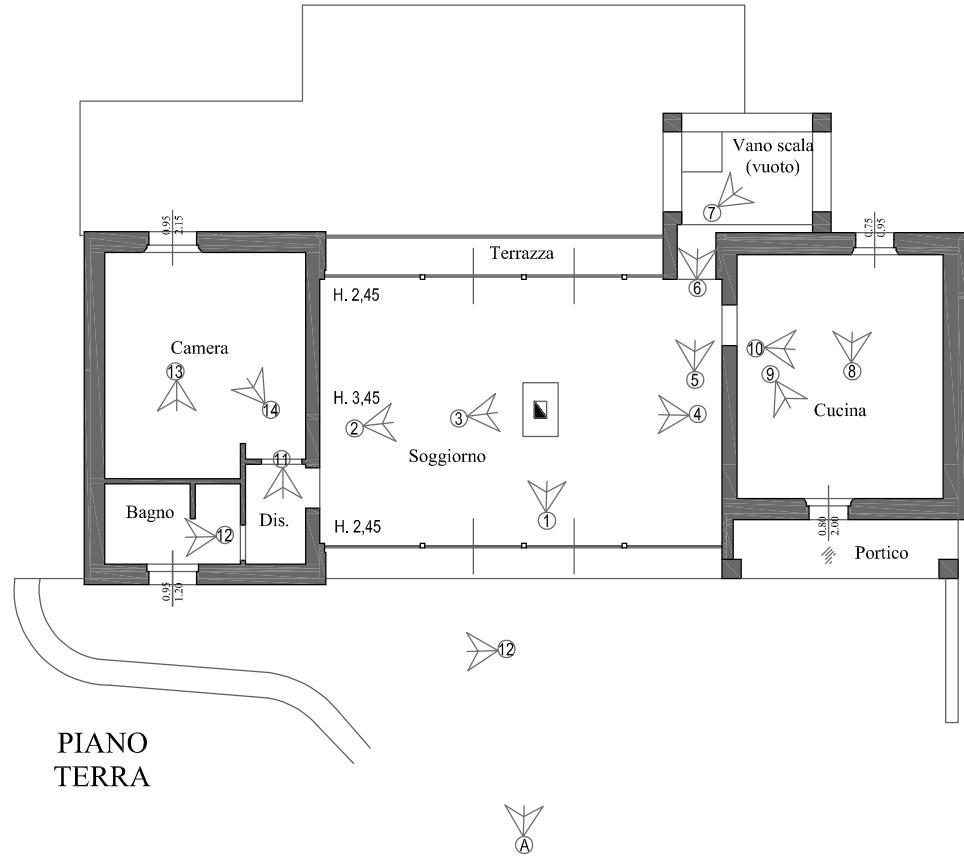 Vano scala
(vuoto)
7
0.95
2.15
0.75
0.95
Terrazza
6
H. 2,45
Camera
10
5
9
8
13
14
H. 3,45
2
3
4
Cucina
Soggiorno
11
Bagno
Dis.
1
H. 2,45
12
0.80
2.00
Portico
0.95
1.20
12
PIANO
TERRA
A